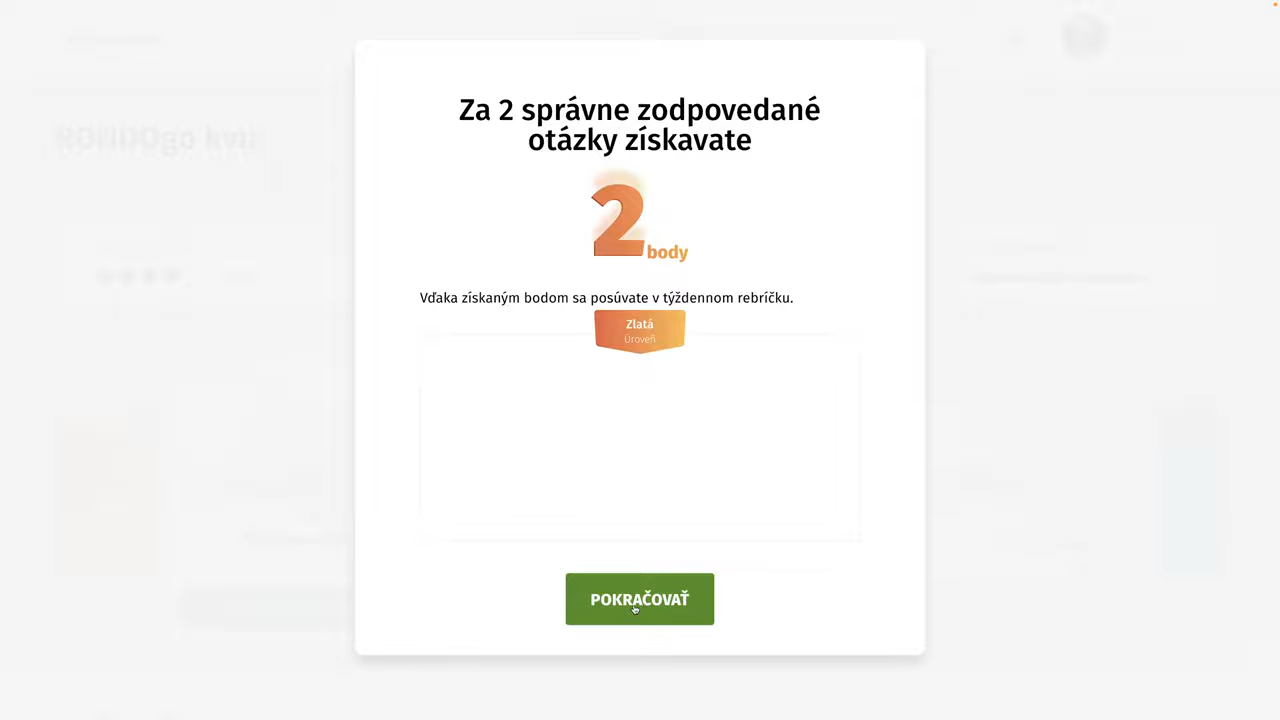 Za 2 správne zodpovedané
otázky získavate
2 body
Vďaka získaným bodom sa posúvate v týždennom rebríčku.
Zlatá
Úroveň
POKRAČOVAŤ